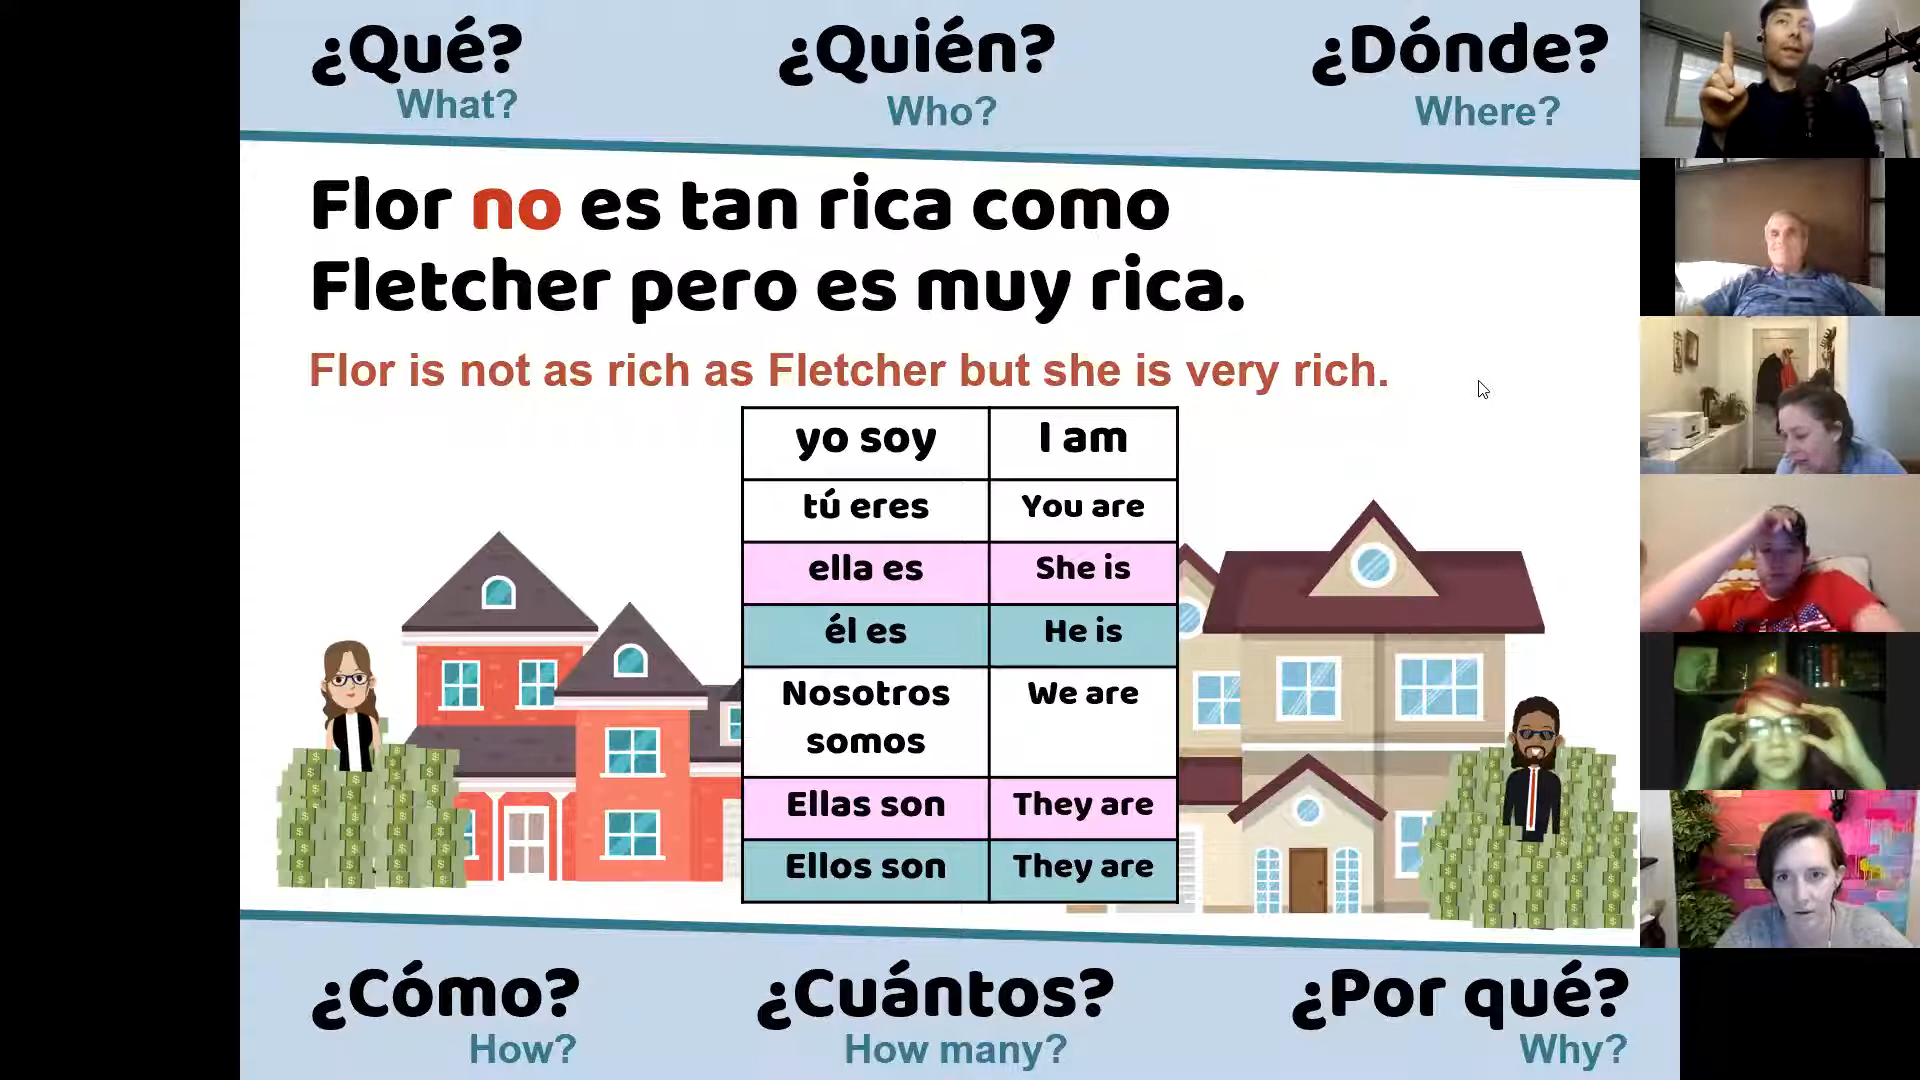 ¿Qué?
What?
¿Quién?
Who?
¿Dónde?
Where?
Flor no es tan rica como
Fletcher pero es muy rica.
Flor is not as rich as Fletcher but she is very rich.
yo soy I am
tú eres You are
ella es She is
él es He is
Nosotros somos We are
Ellas son They are
Ellos son They are
¿Cómo?
How?
¿Cuántos?
How many?
¿Por qué?
Why?